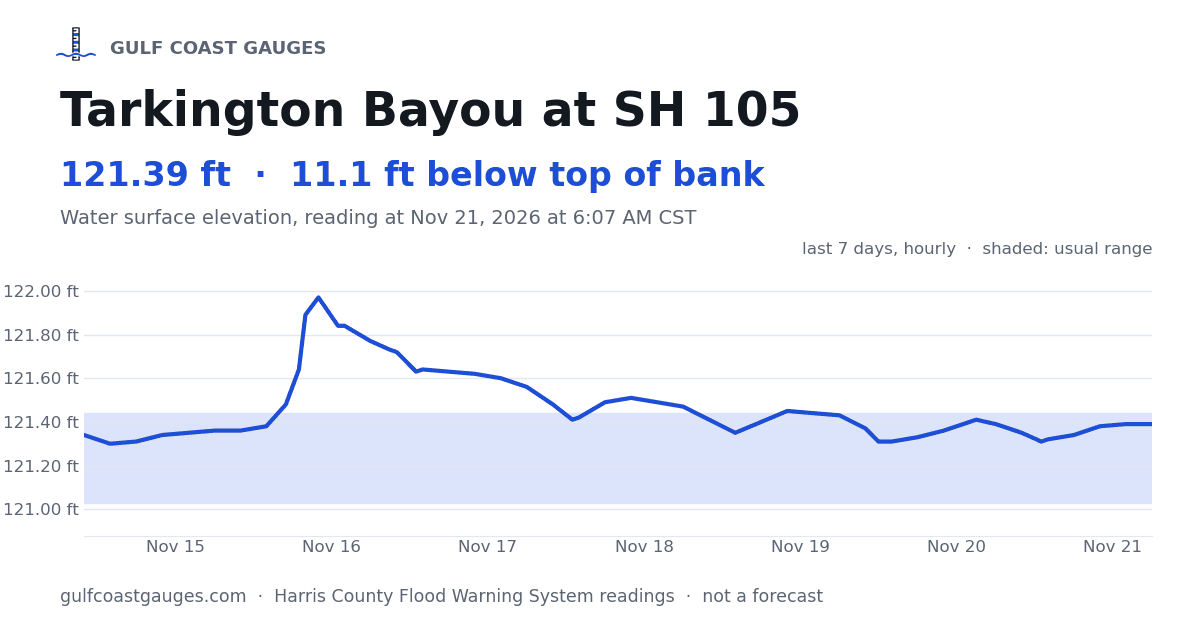 GULF COAST GAUGES
Tarkington Bayou at SH 105
121.39 ft · 11.1 ft below top of bank
Water surface elevation, reading at Nov 21, 2026 at 6:07 AM CST
last 7 days, hourly · shaded: usual range
122.00 ft
121.80 ft
121.60 ft
121.40 ft
121.20 ft
121.00 ft
Nov 15 Nov 16 Nov 17 Nov 18 Nov 19 Nov 20 Nov 21
gulfcoastgauges.com · Harris County Flood Warning System readings · not a forecast